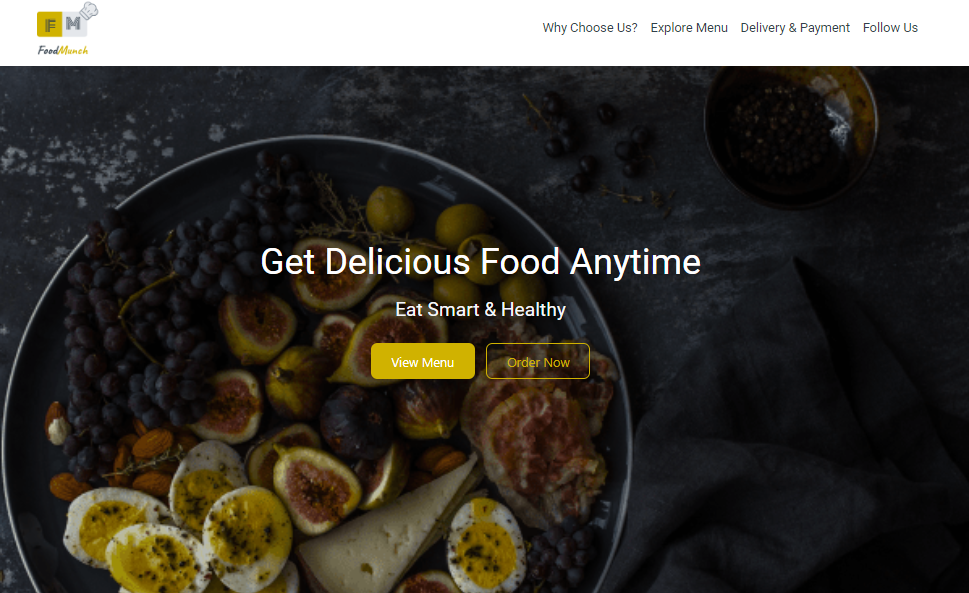 FM
FoodMunch
Why Choose Us? Explore Menu Delivery & Payment Follow Us
Get Delicious Food Anytime
Eat Smart & Healthy
View Menu Order Now